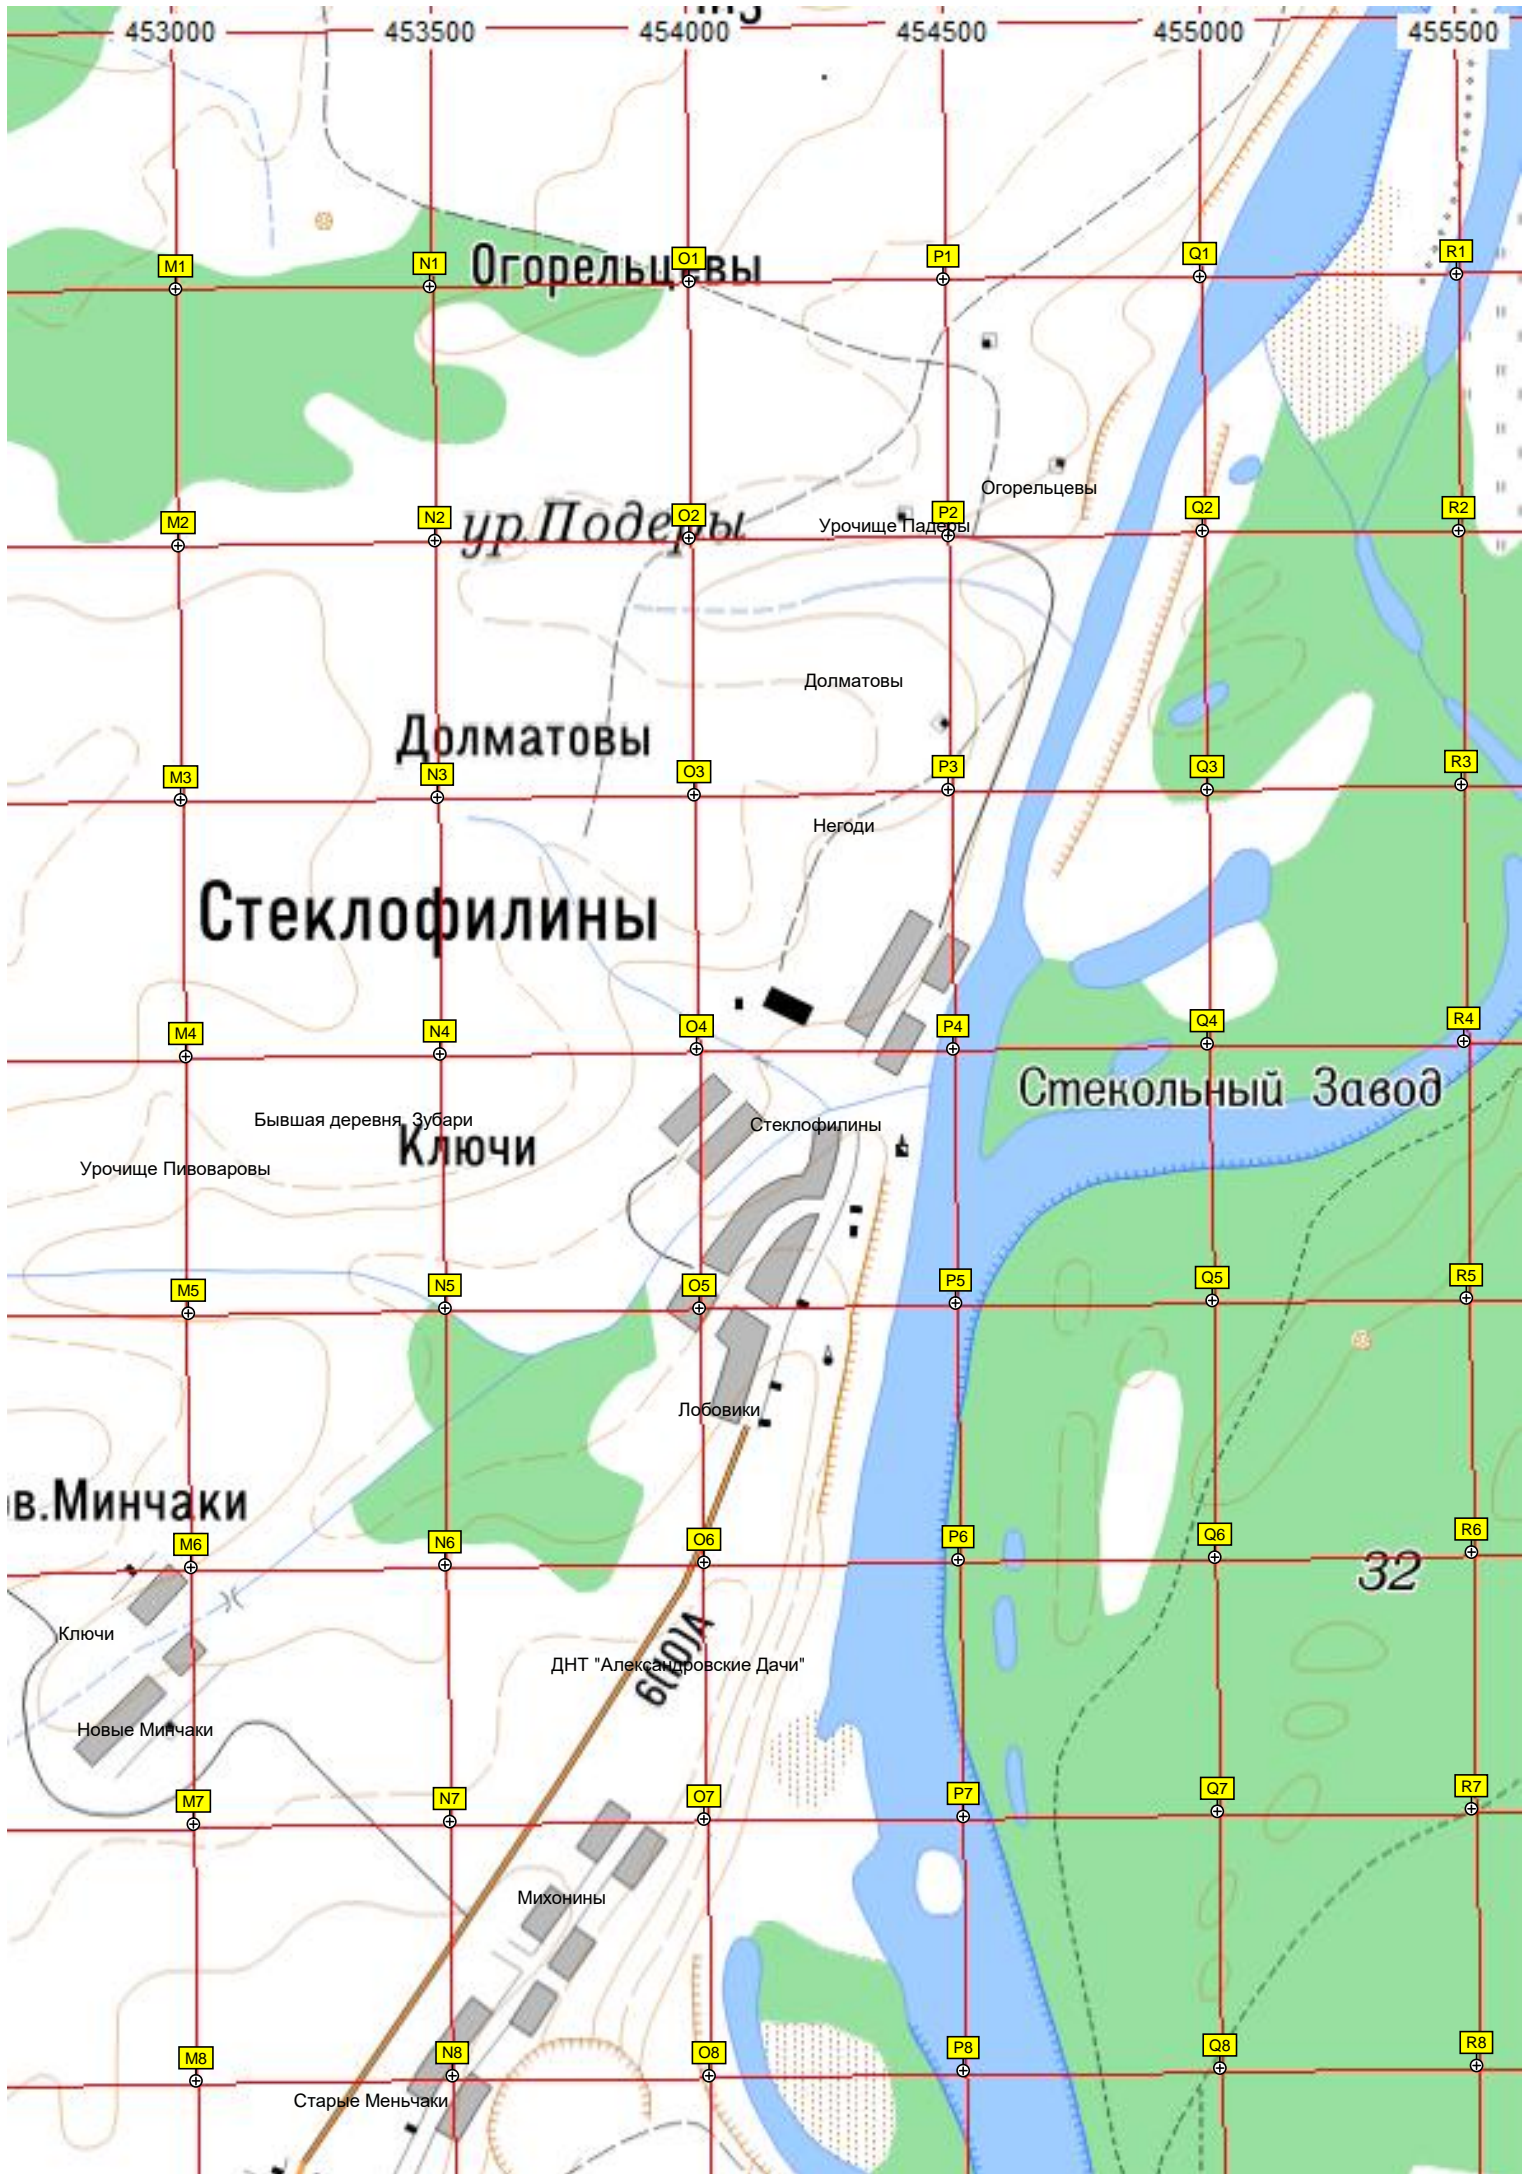 453000 453500 454000 454500 455000 455500
M1 N1 Огорельцевы O1 P1 Q1 R1
Огорельцевы
M2 N2 ур.Подеры O2 Урочище Падеры P2 Q2 R2
Долматовы
Долматовы
M3 N3 O3 P3 Q3 R3
Негоди
Стеклофилины
M4 N4 O4 P4 Q4 R4
Стекольный Завод
Бывшая деревня Зубари
Стеклофилины
Ключи
Урочище Пивоваровы
M5 N5 O5 P5 Q5 R5
Лобовики
в.Минчаки
M6 N6 O6 P6 Q6 R6
32
Ключи
6(10)А
ДНТ "Александровские Дачи"
Новые Минчаки
M7 N7 O7 P7 Q7 R7
Михонины
M8 N8 O8 P8 Q8 R8
Старые Меньчаки